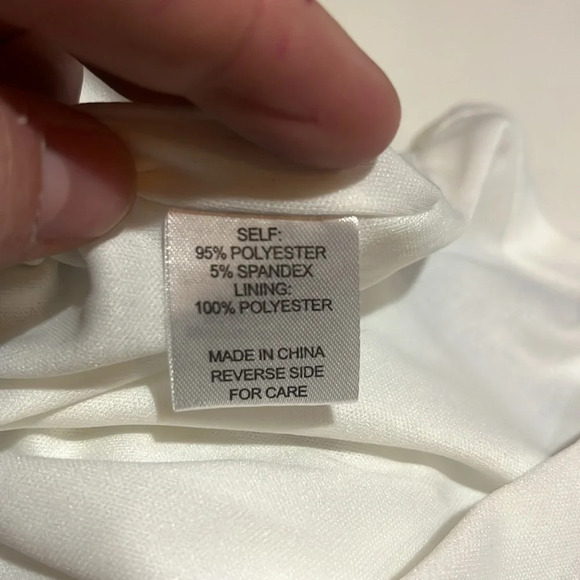 SELF:
95% POLYESTER
5% SPANDEX
LINING:
100% POLYESTER
MADE IN CHINA
REVERSE SIDE
FOR CARE